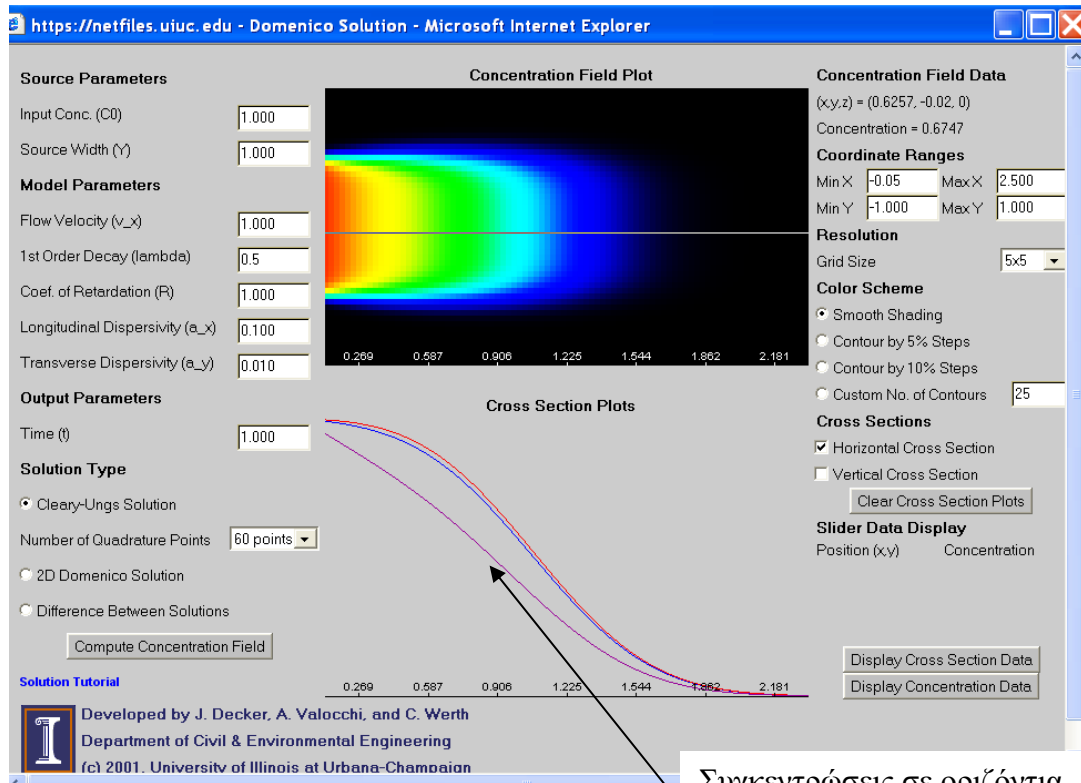 https://netfiles.uiuc.edu - Domenico Solution - Microsoft Internet Explorer
Source Parameters
Input Conc. (C0) 1.000
Source Width (Y) 1.000
Model Parameters
Flow Velocity (v_x) 1.000
1st Order Decay (lambda) 0.5
Coef. of Retardation (R) 1.000
Longitudinal Dispersivity (a_x) 0.100
Transverse Dispersivity (a_y) 0.010
Output Parameters
Time (t) 1.000
Solution Type
Cleary-Ungs Solution
Number of Quadrature Points 60 points
2D Domenico Solution
Difference Between Solutions
Compute Concentration Field
Solution Tutorial
Developed by J. Decker, A. Valocchi, and C. Werth
Department of Civil & Environmental Engineering
(c) 2001. University of Illinois at Urbana-Champaign
Concentration Field Plot
0.269 0.587 0.906 1.225 1.544 1.862 2.181
Cross Section Plots
0.269 0.587 0.906 1.225 1.544 1.862 2.181
Concentration Field Data
(x,y,z) = (0.6257, -0.02, 0)
Concentration = 0.6747
Coordinate Ranges
Min X -0.05 Max X 2.500
Min Y -1.000 Max Y 1.000
Resolution
Grid Size 5x5
Color Scheme
Smooth Shading
Contour by 5% Steps
Contour by 10% Steps
Custom No. of Contours 25
Cross Sections
Horizontal Cross Section
Vertical Cross Section
Clear Cross Section Plots
Slider Data Display
Position (x,y) Concentration
Display Cross Section Data
Display Concentration Data
Συγκεντρώσεις σε οριζόντια